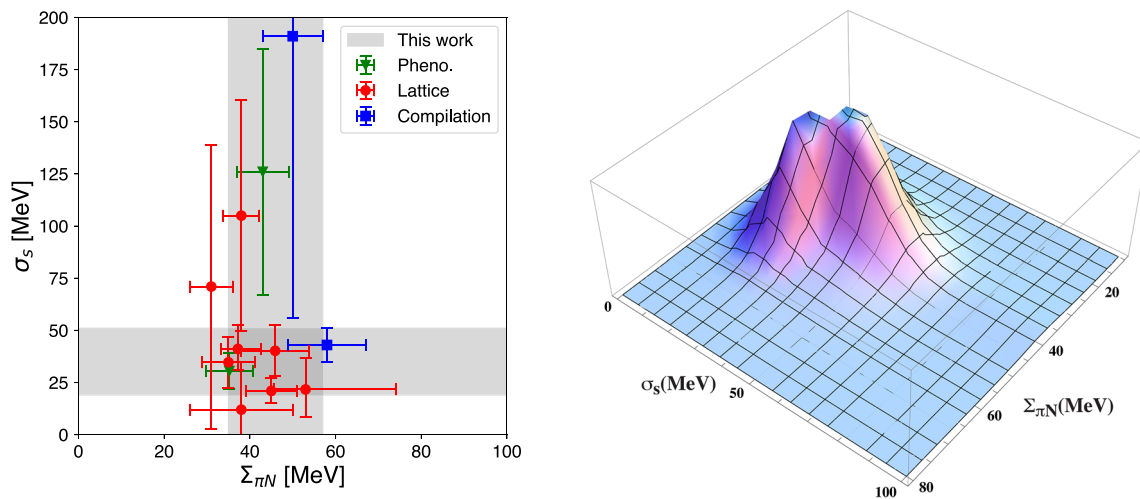 200
175
150
125
100
75
50
25
0
σs [MeV]
This work
Pheno.
Lattice
Compilation
0 20 40 60 80 100
ΣπN [MeV]
0
50
100
σs(MeV)
20
40
60
80
ΣπN(MeV)